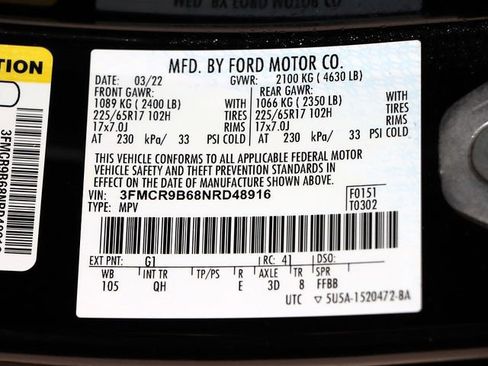 MFD. BY FORD MOTOR CO.
DATE: 03/22 GVWR: 2100 KG ( 4630 LB)
FRONT GAWR: REAR GAWR:
1089 KG ( 2400 LB) WITH 1066 KG ( 2350 LB) WITH
225/65R17 102H TIRES 225/65R17 102H TIRES
17x7.0J RIMS 17x7.0J RIMS
AT 230 kPa/ 33 PSI COLD AT 230 kPa/ 33 PSI COLD
THIS VEHICLE CONFORMS TO ALL APPLICABLE FEDERAL MOTOR
VEHICLE SAFETY AND THEFT PREVENTION STANDARDS IN
EFFECT ON THE DATE OF MANUFACTURE SHOWN ABOVE.
VIN: 3FMCR9B68NRD48916 F0151
TYPE: MPV T0302
EXT PNT: G1 RC: 41 DSO:
WB INT TR TP/PS R AXLE TR SPR
105 QH E 3D 8 FFBB
UTC ▽ 5U5A-1520472-BA
TION
3FMCR9B68NRD48916